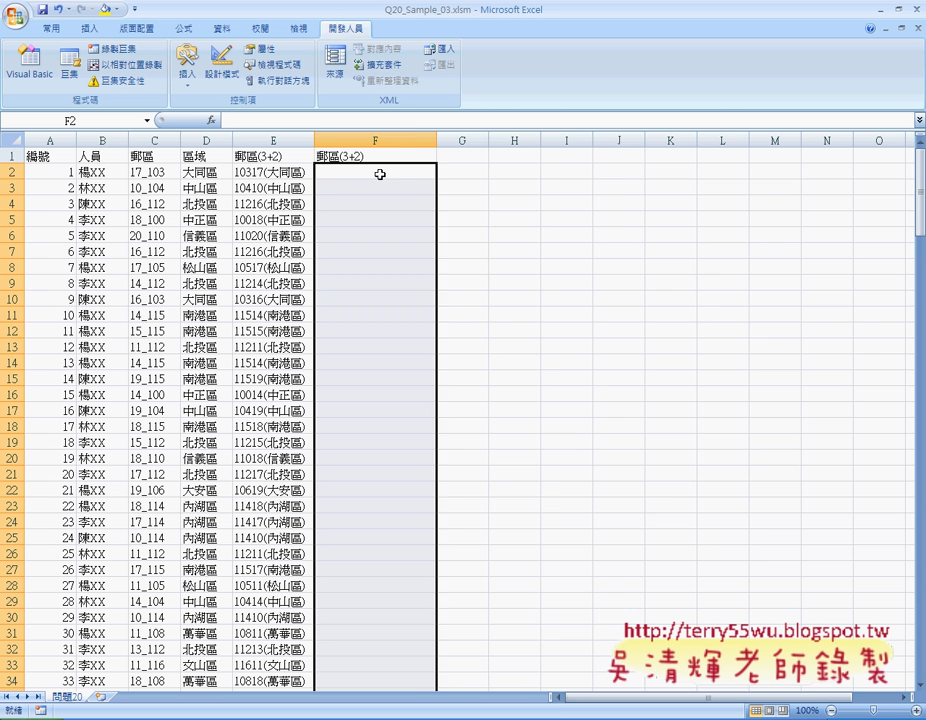 Q20_Sample_03.xlsm - Microsoft Excel
常用 插入 版面配置 公式 資料 校閱 檢視 開發人員
Visual Basic 巨集 錄製巨集 以相對位置錄製 巨集安全性 程式碼
插入 設計模式 屬性 檢視程式碼 執行對話方塊 控制項
來源 對應內容 擴充套件 重新整理資料 匯入 匯出 XML
F2 fx
A B C D E F G H I J K L M N O
1 編號 人員 郵區 區域 郵區(3+2) 郵區(3+2)
2 1 楊XX 17_103 大同區 10317(大同區)
3 2 林XX 10_104 中山區 10410(中山區)
4 3 陳XX 16_112 北投區 11216(北投區)
5 4 李XX 18_100 中正區 10018(中正區)
6 5 李XX 20_110 信義區 11020(信義區)
7 6 李XX 16_112 北投區 11216(北投區)
8 7 楊XX 17_105 松山區 10517(松山區)
9 8 李XX 14_112 北投區 11214(北投區)
10 9 陳XX 16_103 大同區 10316(大同區)
11 10 楊XX 14_115 南港區 11514(南港區)
12 11 楊XX 15_115 南港區 11515(南港區)
13 12 楊XX 11_112 北投區 11211(北投區)
14 13 楊XX 14_115 南港區 11514(南港區)
15 14 陳XX 19_115 南港區 11519(南港區)
16 15 楊XX 14_100 中正區 10014(中正區)
17 16 陳XX 19_104 中山區 10419(中山區)
18 17 林XX 18_115 南港區 11518(南港區)
19 18 李XX 15_112 北投區 11215(北投區)
20 19 林XX 18_110 信義區 11018(信義區)
21 20 李XX 17_112 北投區 11217(北投區)
22 21 楊XX 19_106 大安區 10619(大安區)
23 22 楊XX 18_114 內湖區 11418(內湖區)
24 23 李XX 17_114 內湖區 11417(內湖區)
25 24 陳XX 10_114 內湖區 11410(內湖區)
26 25 林XX 11_112 北投區 11211(北投區)
27 26 李XX 17_115 南港區 11517(南港區)
28 27 楊XX 11_105 松山區 10511(松山區)
29 28 林XX 14_104 中山區 10414(中山區)
30 29 李XX 10_114 內湖區 11410(內湖區)
31 30 楊XX 11_108 萬華區 10811(萬華區)
32 31 李XX 13_112 北投區 11213(北投區)
33 32 李XX 11_116 文山區 11611(文山區)
34 33 李XX 18_108 萬華區 10818(萬華區)
http://terry55wu.blogspot.tw
吳清輝老師錄製
問題20
就緒 100%